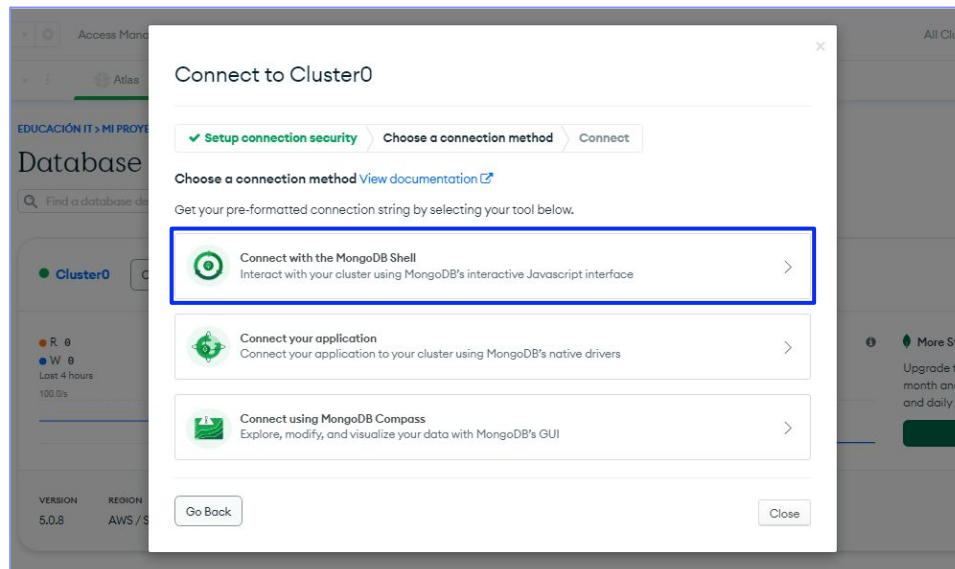 Access Mana
All Clu
Atlas
EDUCACIÓN IT > MI PROYE
Database
Find a database de
Cluster0
R 0
W 0
Last 4 hours
100.0/s
VERSION
REGION
5.0.8
AWS / S
More S
Upgrade t
month an
and daily
×
Connect to Cluster0
✔ Setup connection security
Choose a connection method
Connect
Choose a connection method View documentation
Get your pre-formatted connection string by selecting your tool below.
Connect with the MongoDB Shell
Interact with your cluster using MongoDB's interactive Javascript interface
Connect your application
Connect your application to your cluster using MongoDB's native drivers
Connect using MongoDB Compass
Explore, modify, and visualize your data with MongoDB's GUI
Go Back
Close